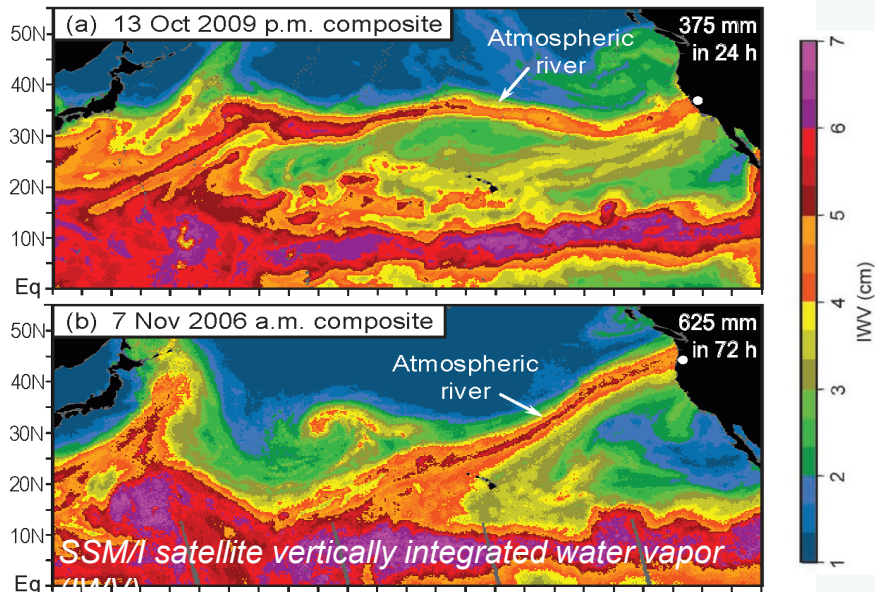 (a) 13 Oct 2009 p.m. composite
375 mm
in 24 h
Atmospheric
river
50N
40N
30N
20N
10N
Eq
(b) 7 Nov 2006 a.m. composite
625 mm
in 72 h
Atmospheric
river
50N
40N
30N
20N
10N
Eq
SSM/I satellite vertically integrated water vapor
(IWV)
7
6
5
4
3
2
1
IWV (cm)